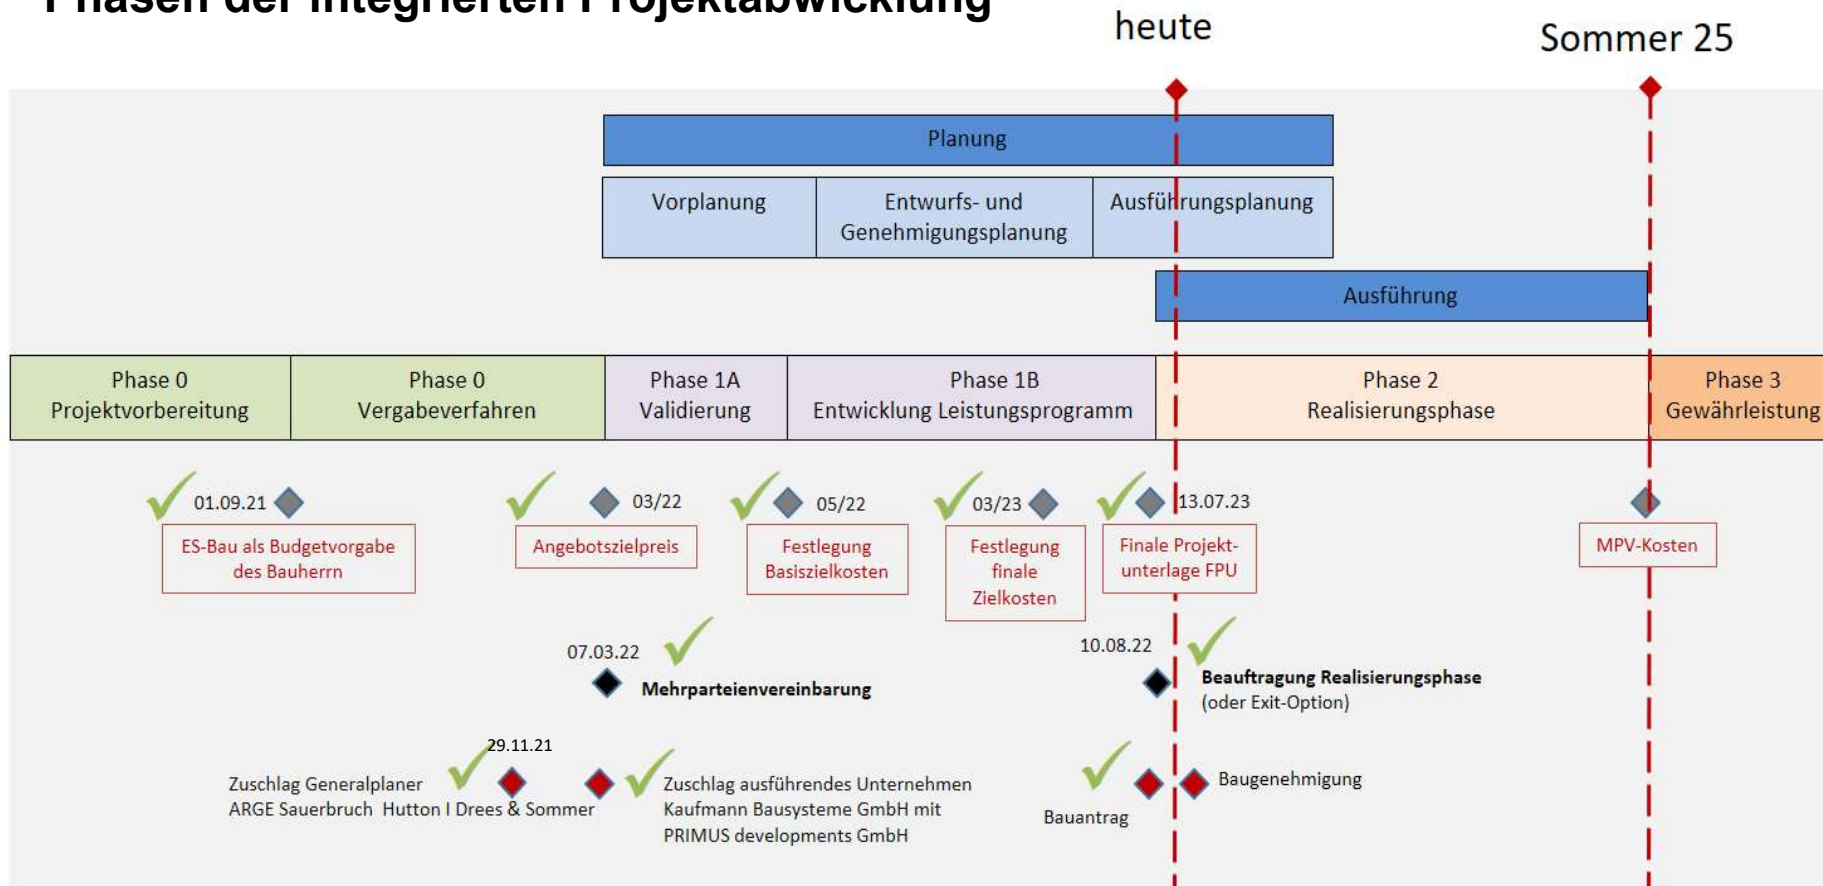 Phasen der integrierten Projektabwicklung
heute
Sommer 25
Planung
Vorplanung
Entwurfs- und
Genehmigungsplanung
Ausführungsplanung
Ausführung
Phase 0
Projektvorbereitung
Phase 0
Vergabeverfahren
Phase 1A
Validierung
Phase 1B
Entwicklung Leistungsprogramm
Phase 2
Realisierungsphase
Phase 3
Gewährleistung
01.09.21
03/22
05/22
03/23
13.07.23
ES-Bau als Budgetvorgabe
des Bauherrn
Angebotszielpreis
Festlegung
Basiszielkosten
Festlegung
finale
Zielkosten
Finale Projekt-
unterlage FPU
MPV-Kosten
07.03.22
Mehrparteienvereinbarung
10.08.22
Beauftragung Realisierungsphase
(oder Exit-Option)
29.11.21
Zuschlag Generalplaner
ARGE Sauerbruch Hutton I Drees & Sommer
Zuschlag ausführendes Unternehmen
Kaufmann Bausysteme GmbH mit
PRIMUS developments GmbH
Bauantrag
Baugenehmigung